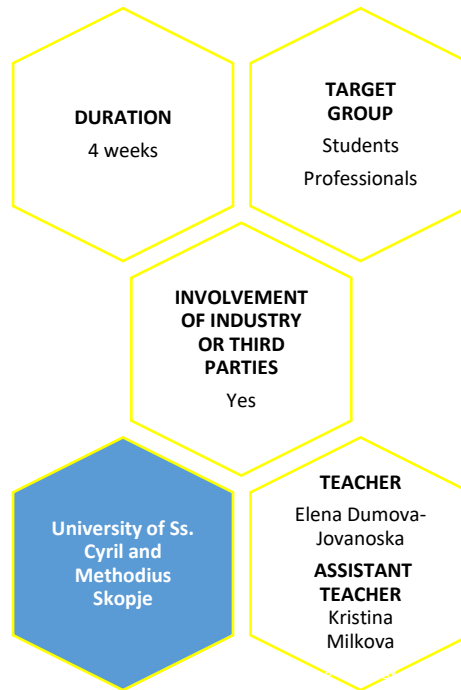 DURATION
4 weeks
TARGET
GROUP
Students
Professionals
INVOLVEMENT
OF INDUSTRY
OR THIRD
PARTIES
Yes
University of Ss.
Cyril and
Methodius
Skopje
TEACHER
Elena Dumova-
Jovanoska
ASSISTANT
TEACHER
Kristina
Milkova